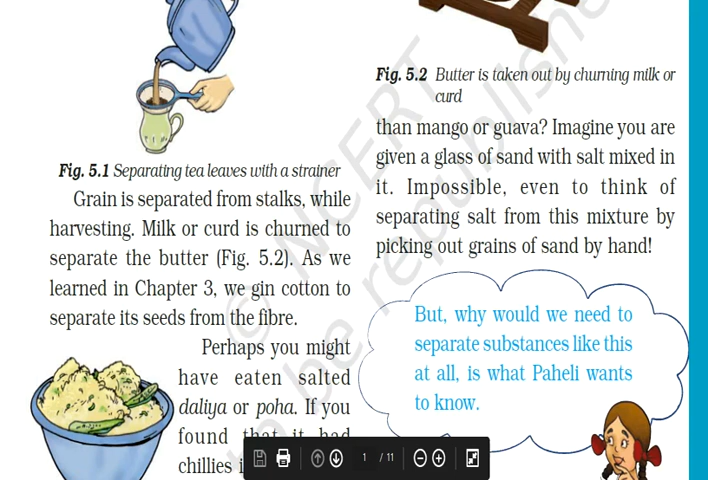 Fig. 5.1 Separating tea leaves with a strainer
Grain is separated from stalks, while
harvesting. Milk or curd is churned to
separate the butter (Fig. 5.2). As we
learned in Chapter 3, we gin cotton to
separate its seeds from the fibre.
Perhaps you might
have eaten salted
daliya or poha. If you
found that it had
chillies
Fig. 5.2 Butter is taken out by churning milk or
curd
than mango or guava? Imagine you are
given a glass of sand with salt mixed in
it. Impossible, even to think of
separating salt from this mixture by
picking out grains of sand by hand!
But, why would we need to
separate substances like this
at all, is what Paheli wants
to know.
© NCERT
to be republished
1 / 11